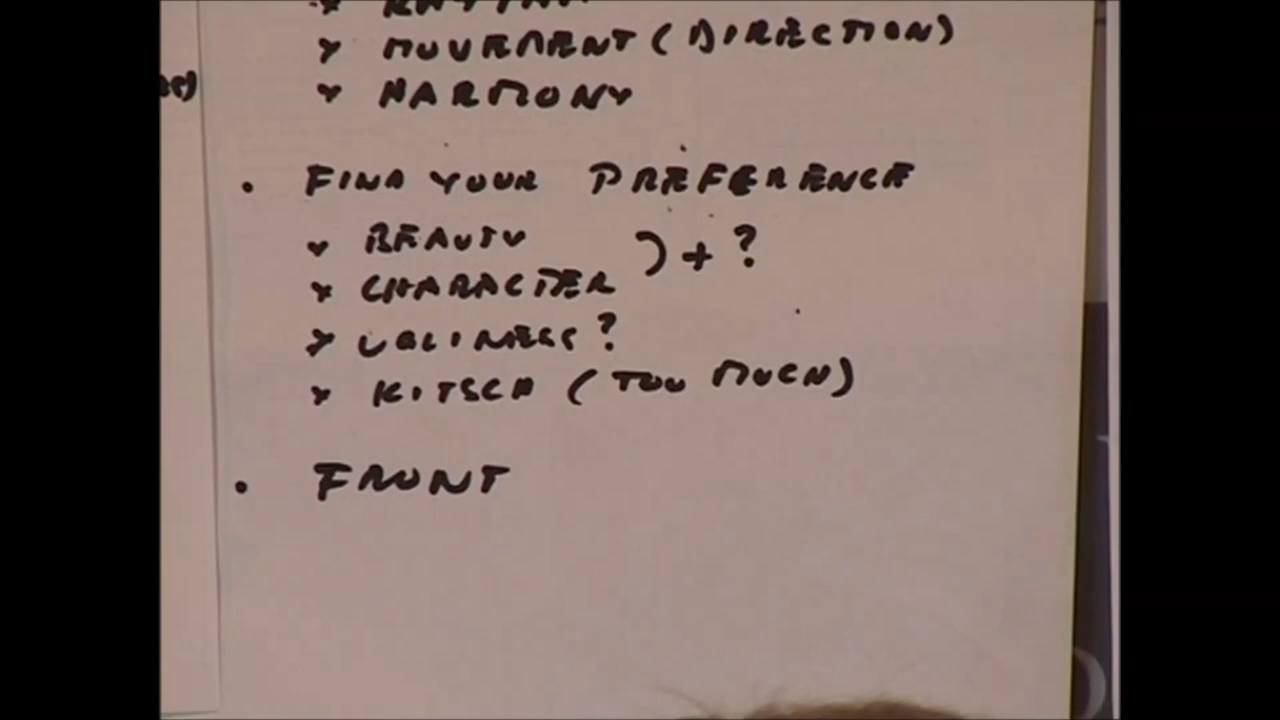 * MOVEMENT (DIRECTION)
* HARMONY
• FIND YOUR PREFERENCE
* BEAUTY
) + ?
* CHARACTER
* UGLINESS?
* KITSCH (TOO MUCH)
• FRONT